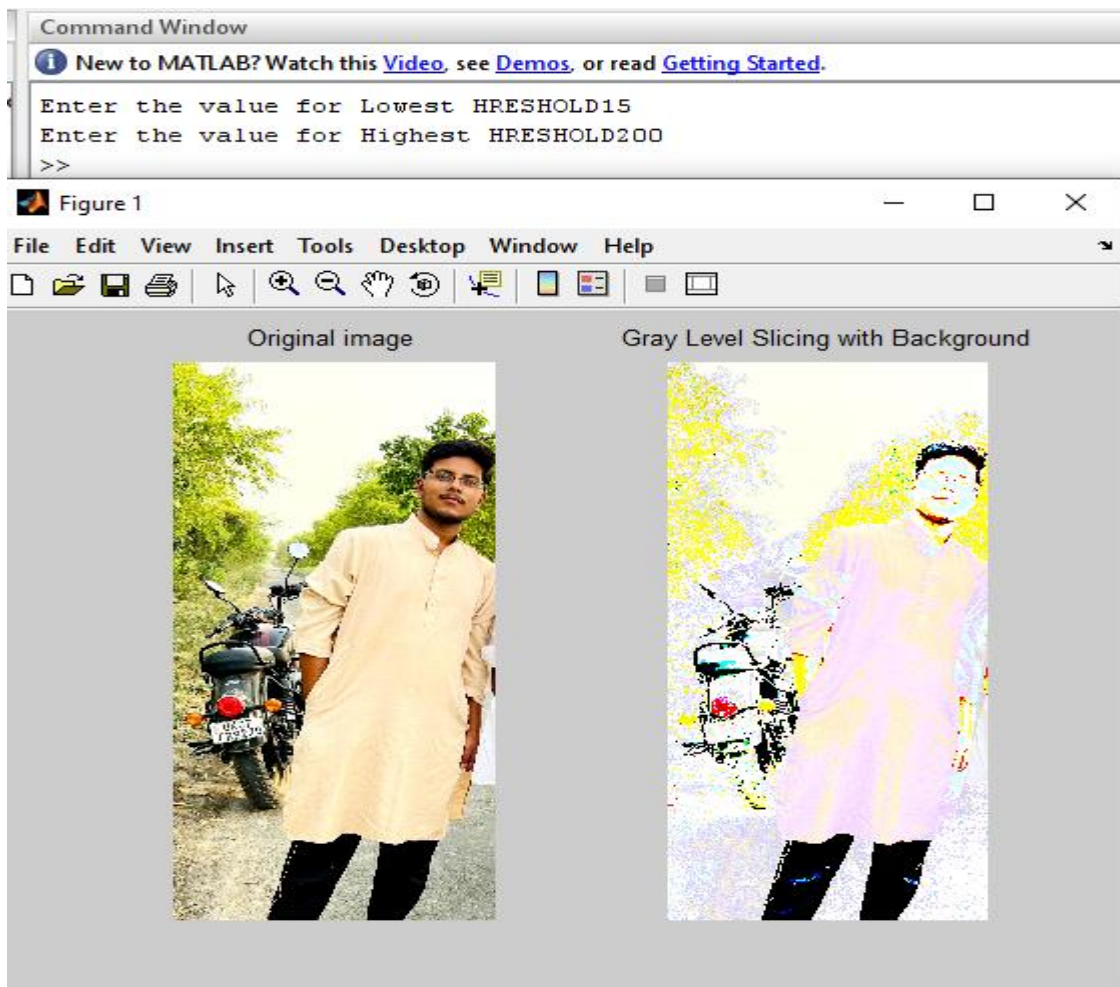 Command Window
New to MATLAB? Watch this Video, see Demos, or read Getting Started.
Enter the value for Lowest HRESHOLD15
Enter the value for Highest HRESHOLD200
>>
Figure 1
File Edit View Insert Tools Desktop Window Help
Original image
Gray Level Slicing with Background